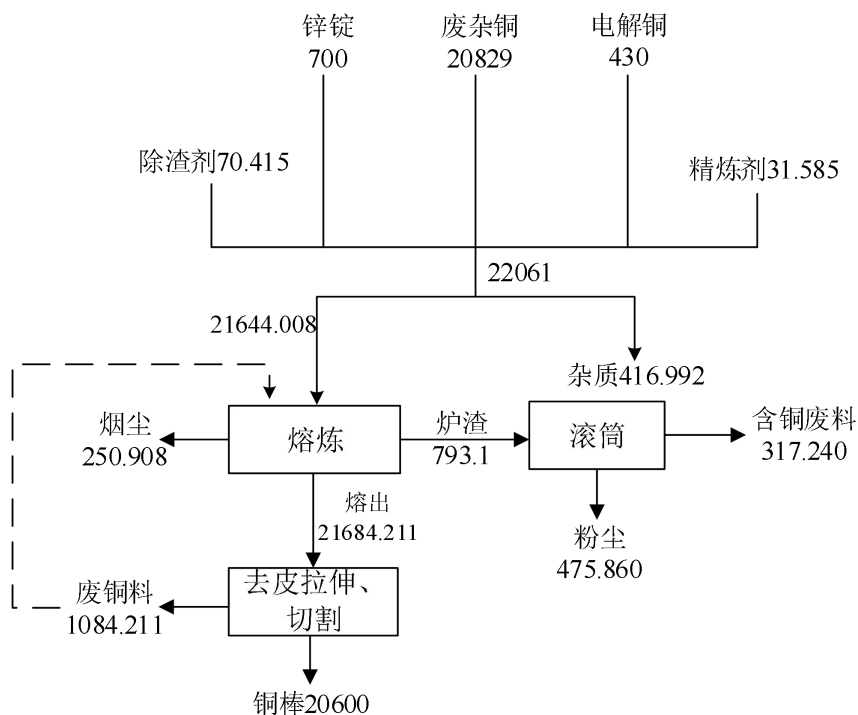 锌锭
700
废杂铜
20829
电解铜
430
除渣剂70.415
精炼剂31.585
22061
21644.008
杂质416.992
烟尘
250.908
熔炼
炉渣
793.1
滚筒
含铜废料
317.240
熔出
21684.211
粉尘
475.860
废铜料
1084.211
去皮拉伸、
切割
铜棒20600